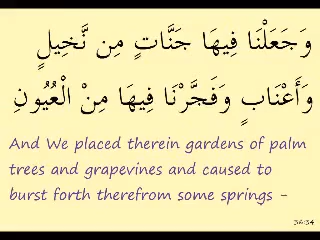 وَجَعَلْنَا فِيهَا جَنَّاتٍ مِن نَّخِيلٍ
وَأَعْنَابٍ وَفَجَّرْنَا فِيهَا مِنْ الْعُيُونِ
And We placed therein gardens of palm
trees and grapevines and caused to
burst forth therefrom some springs -
36:34